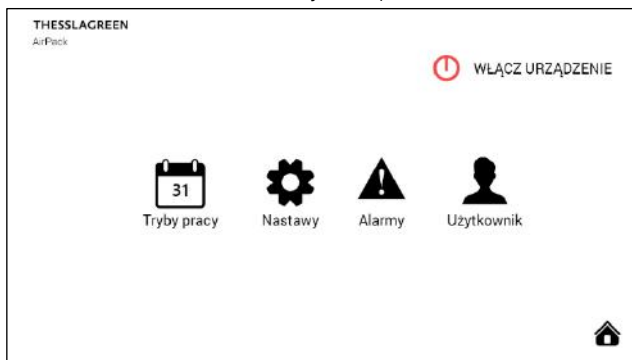 THESSLAGREEN
AirPack
WŁĄCZ URZĄDZENIE
31
Tryby pracy
Nastawy
Alarmy
Użytkownik